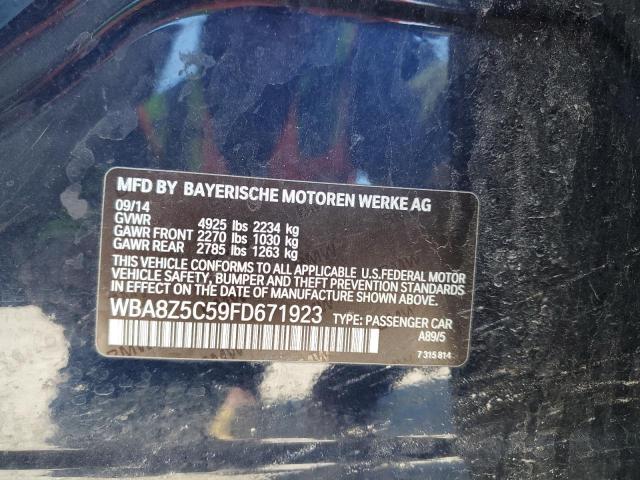 MFD BY BAYERISCHE MOTOREN WERKE AG
09/14
GVWR 4925 lbs 2234 kg
GAWR FRONT 2270 lbs 1030 kg
GAWR REAR 2785 lbs 1263 kg
THIS VEHICLE CONFORMS TO ALL APPLICABLE U.S.FEDERAL MOTOR
VEHICLE SAFETY, BUMPER AND THEFT PREVENTION STANDARDS
IN EFFECT ON THE DATE OF MANUFACTURE SHOWN ABOVE.
WBA8Z5C59FD671923 TYPE: PASSENGER CAR
A89/5
7 315 814